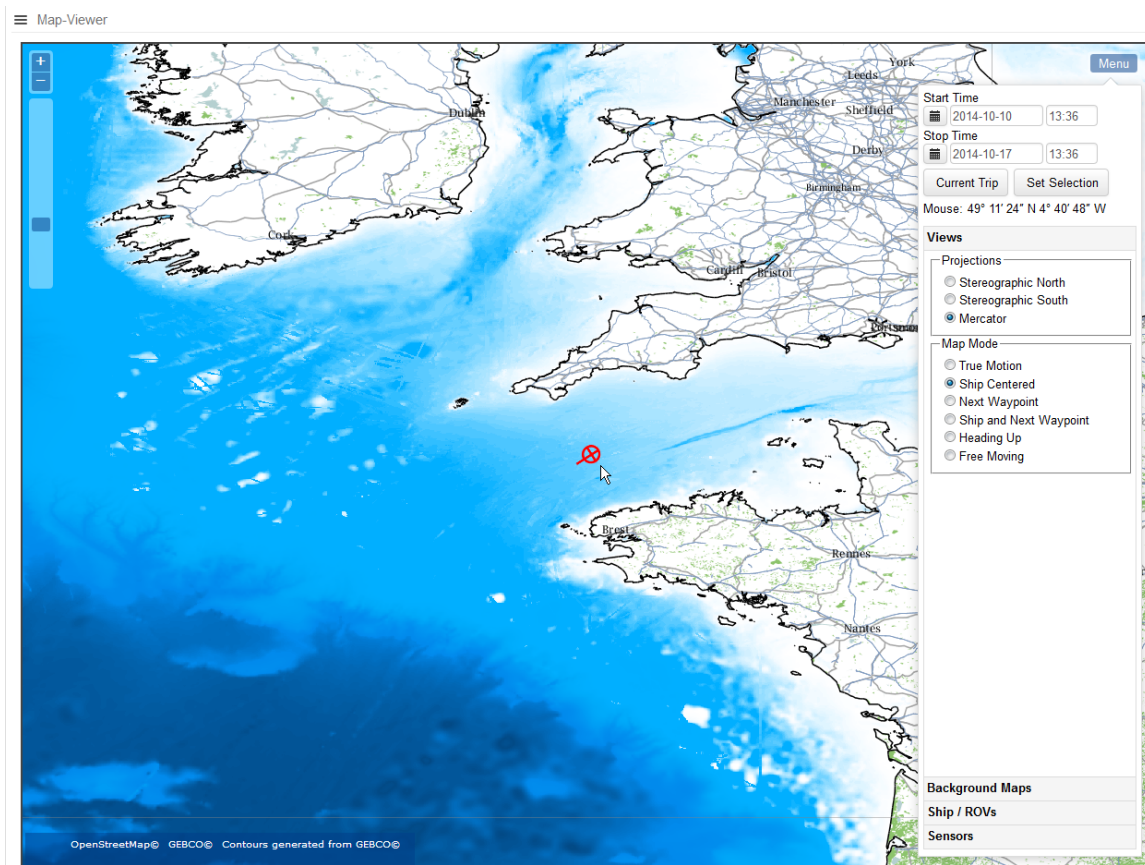 Map-Viewer
+
−
Menu
Start Time
2014-10-10 13:36
Stop Time
2014-10-17 13:36
Current Trip Set Selection
Mouse: 49° 11' 24" N 4° 40' 48" W
Views
Projections
Stereographic North
Stereographic South
Mercator
Map Mode
True Motion
Ship Centered
Next Waypoint
Ship and Next Waypoint
Heading Up
Free Moving
Background Maps
Ship / ROVs
Sensors
York
Leeds
Manchester
Sheffield
Dublin
Derby
Birmingham
Cork
Cardiff
Bristol
Brest
Rennes
Nantes
OpenStreetMap© GEBCO© Contours generated from GEBCO©